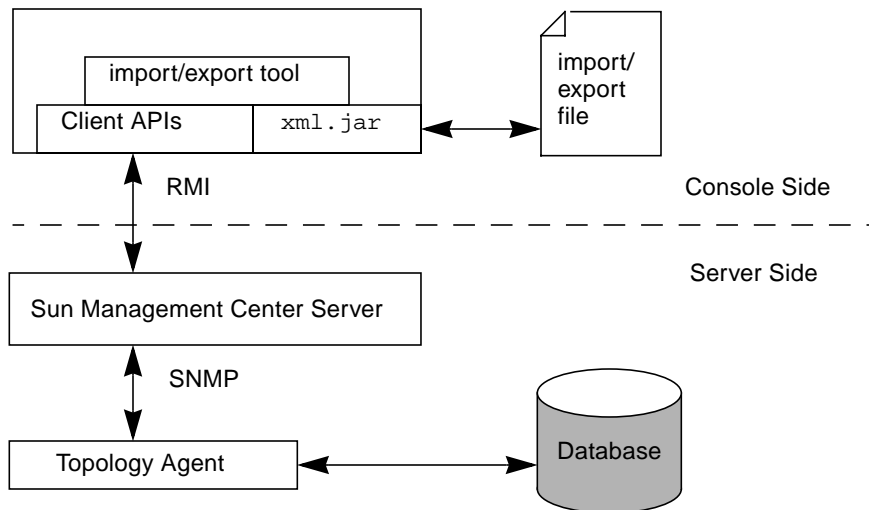 import/export tool
Client APIs
xml.jar
import/
export
file
RMI
Console Side
Server Side
Sun Management Center Server
SNMP
Topology Agent
Database